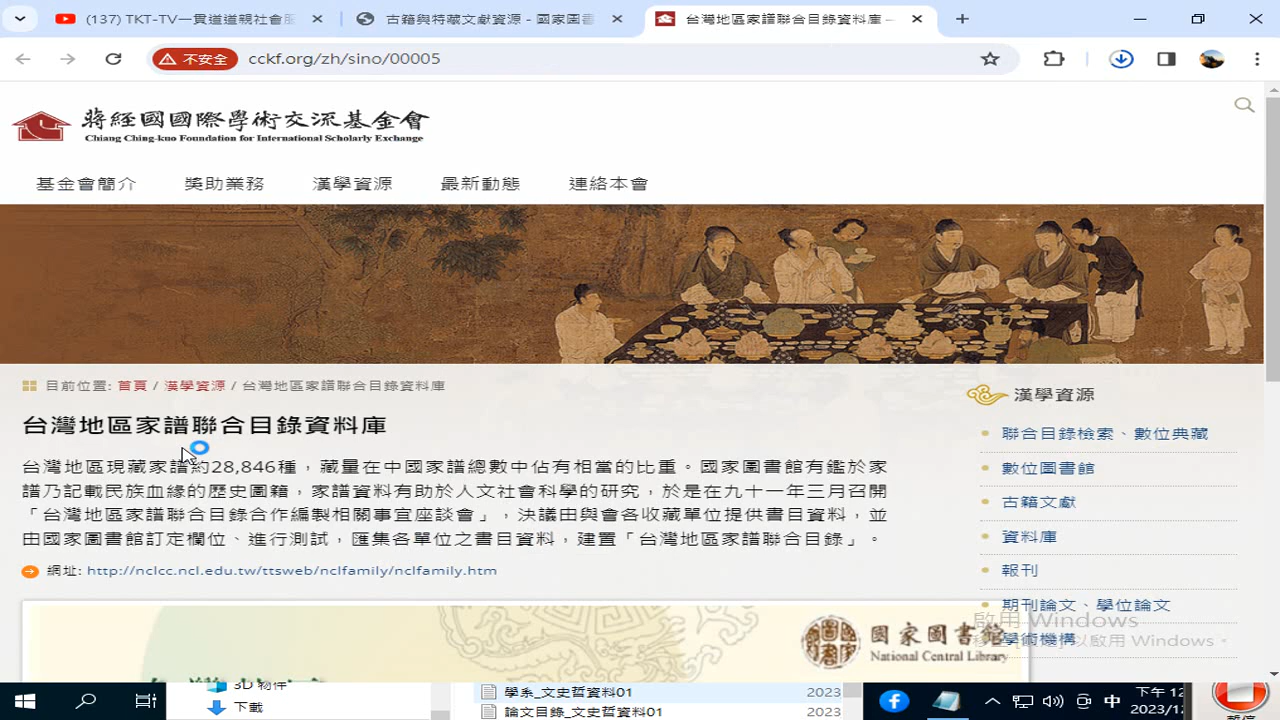 (137) TKT-TV一貫道道親社會服
古籍與特藏文獻資源 - 國家圖書
台灣地區家譜聯合目錄資料庫 –
不安全
cckf.org/zh/sino/00005
蔣經國國際學術交流基金會
Chiang Ching-kuo Foundation for International Scholarly Exchange
基金會簡介 獎助業務 漢學資源 最新動態 連絡本會
目前位置: 首頁 / 漢學資源 / 台灣地區家譜聯合目錄資料庫
台灣地區家譜聯合目錄資料庫
台灣地區現藏家譜約28,846種，藏量在中國家譜總數中佔有相當的比重。國家圖書館有鑑於家
譜乃記載民族血緣的歷史圖籍，家譜資料有助於人文社會科學的研究，於是在九十一年三月召開
「台灣地區家譜聯合目錄合作編製相關事宜座談會」，決議由與會各收藏單位提供書目資料，並
由國家圖書館訂定欄位、進行測試，匯集各單位之書目資料，建置「台灣地區家譜聯合目錄」。
網址: http://nclcc.ncl.edu.tw/ttsweb/nclfamily/nclfamily.htm
漢學資源
聯合目錄檢索、數位典藏
數位圖書館
古籍文獻
資料庫
報刊
期刊論文、學位論文
學術機構
啟用 Windows
移至 [設定] 以啟用 Windows。
國家圖書館
National Central Library
3D 物件
下載
學系_文史哲資料01 2023
論文目錄_文史哲資料01 2023
中
下午 12
2023/12